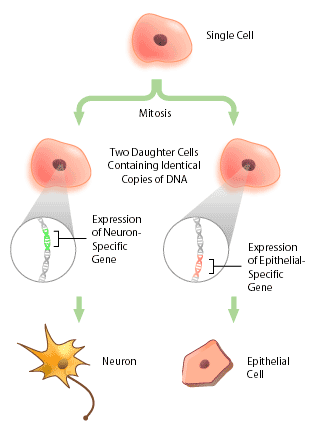 Single Cell
Mitosis
Two Daughter Cells
Containing Identical
Copies of DNA
Expression
of Neuron-
Specific
Gene
Expression
of Epithelial-
Specific
Gene
Neuron
Epithelial
Cell